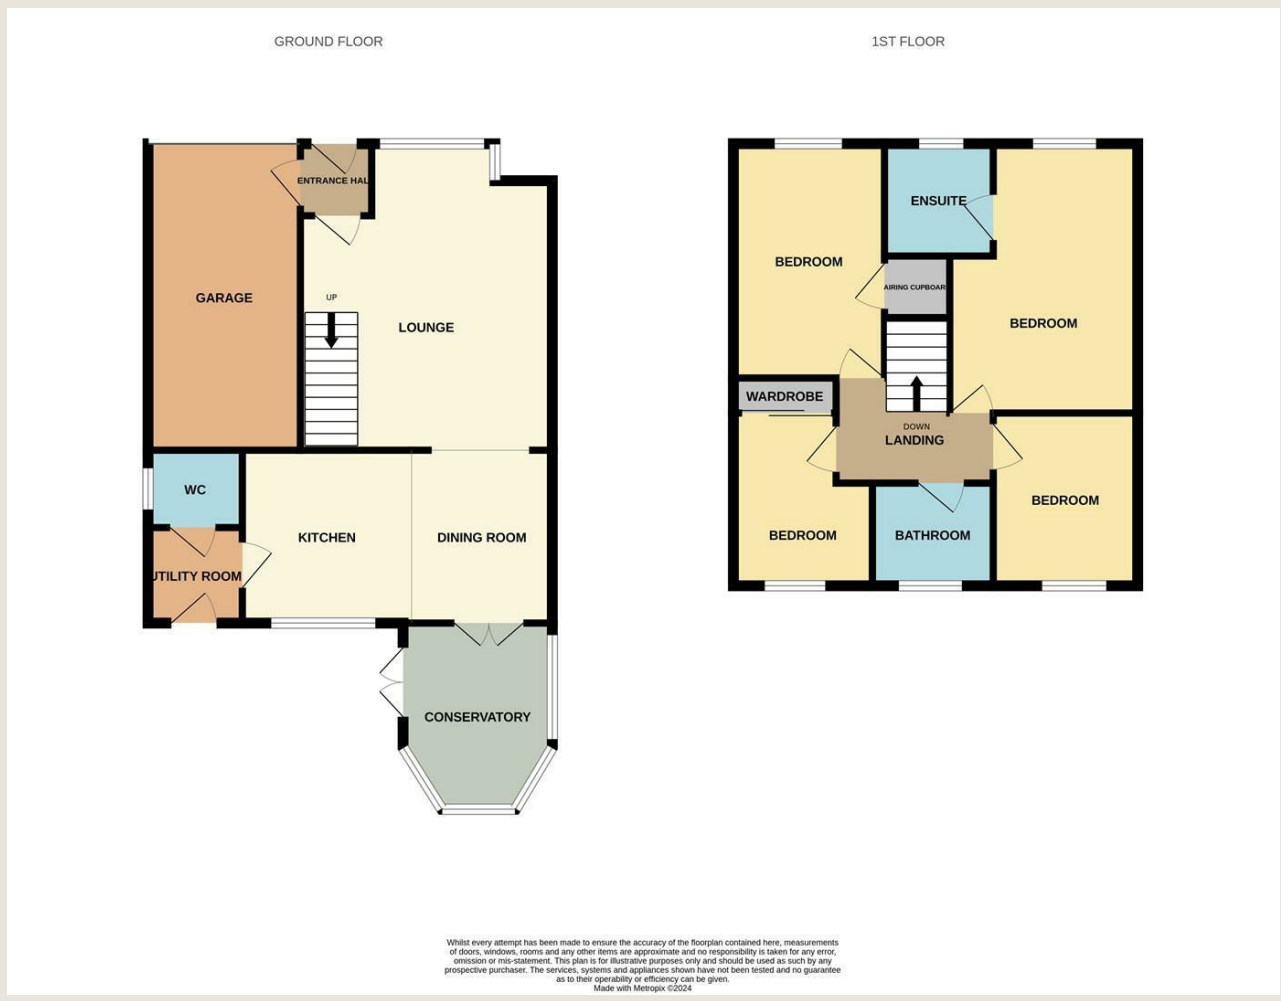 GROUND FLOOR
1ST FLOOR
ENTRANCE HAL
GARAGE
UP
LOUNGE
WC
KITCHEN
DINING ROOM
UTILITY ROOM
CONSERVATORY
ENSUITE
BEDROOM
AIRING CUPBOAR
BEDROOM
WARDROBE
DOWN
LANDING
BEDROOM
BEDROOM
BATHROOM
Whilst every attempt has been made to ensure the accuracy of the floorplan contained here, measurements
of doors, windows, rooms and any other items are approximate and no responsibility is taken for any error,
omission or mis-statement. This plan is for illustrative purposes only and should be used as such by any
prospective purchaser. The services, systems and appliances shown have not been tested and no guarantee
as to their operability or efficiency can be given.
Made with Metropix ©2024